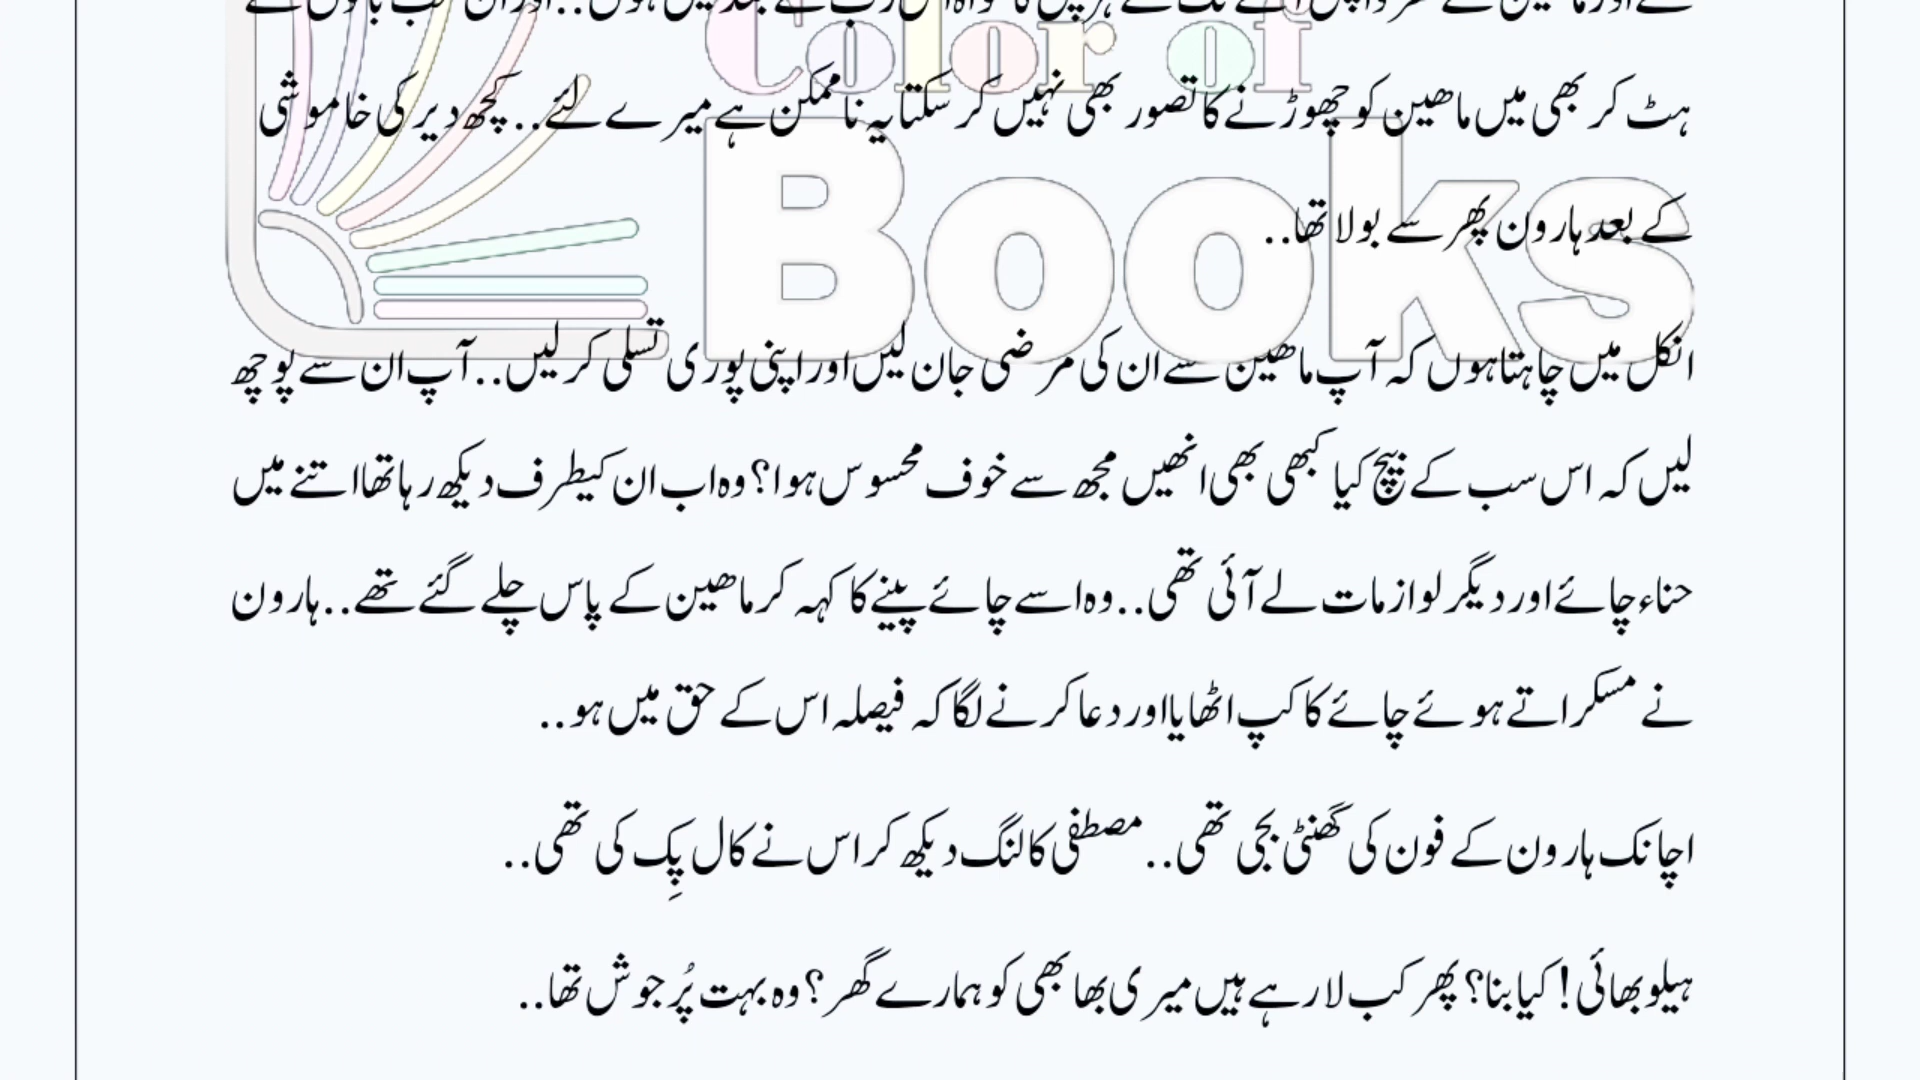 Color of
ہٹ کر بھی میں ماھین کو چھوڑنے کا تصور بھی نہیں کر سکتا یہ ناممکن ہے میرے لئے.. کچھ دیر کی خاموشی
Books
کے بعد ہارون پھر سے بولا تھا..
انکل میں چاہتا ہوں کہ آپ ماھین سے ان کی مرضی جان لیں اور اپنی پوری تسلی کر لیں.. آپ ان سے پوچھ
لیں کہ اس سب کے بیچ کیا کبھی بھی انھیں مجھ سے خوف محسوس ہوا؟ وہ اب ان کیطرف دیکھ رہا تھا اتنے میں
حناء چائے اور دیگر لوازمات لے آئی تھی.. وہ اسے چائے پینے کا کہہ کر ماھین کے پاس چلے گئے تھے.. ہارون
نے مسکراتے ہوئے چائے کا کپ اٹھایا اور دعا کرنے لگا کہ فیصلہ اس کے حق میں ہو..
اچانک ہارون کے فون کی گھنٹی بجی تھی.. مصطفی کالنگ دیکھ کر اس نے کال پِک کی تھی..
ہیلو بھائی! کیا بنا؟ پھر کب لا رہے ہیں میری بھابھی کو ہمارے گھر؟ وہ بہت پُر جوش تھا..